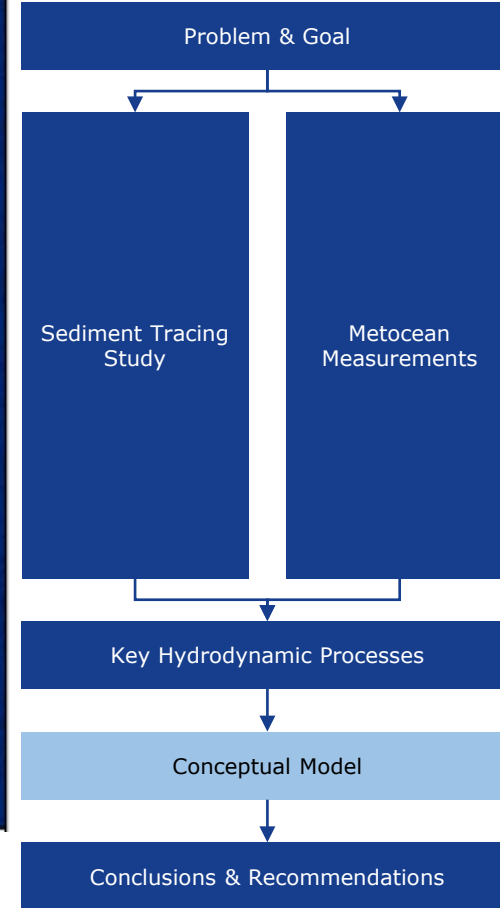 Problem & Goal
Sediment Tracing
Study
Metocean
Measurements
Key Hydrodynamic Processes
Conceptual Model
Conclusions & Recommendations